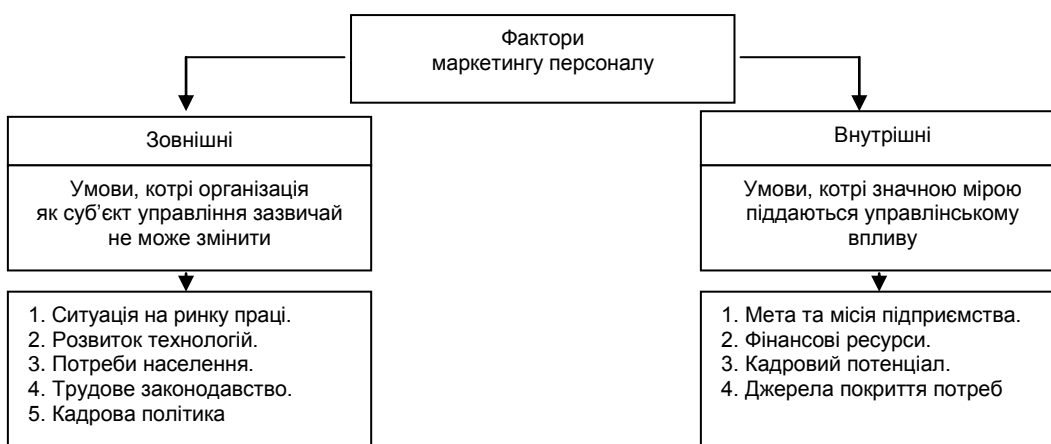 Фактори
маркетингу персоналу
Зовнішні
Умови, котрі організація
як суб’єкт управління зазвичай
не може змінити
1. Ситуація на ринку праці.
2. Розвиток технологій.
3. Потреби населення.
4. Трудове законодавство.
5. Кадрова політика
Внутрішні
Умови, котрі значною мірою
піддаються управлінському
впливу
1. Мета та місія підприємства.
2. Фінансові ресурси.
3. Кадровий потенціал.
4. Джерела покриття потреб